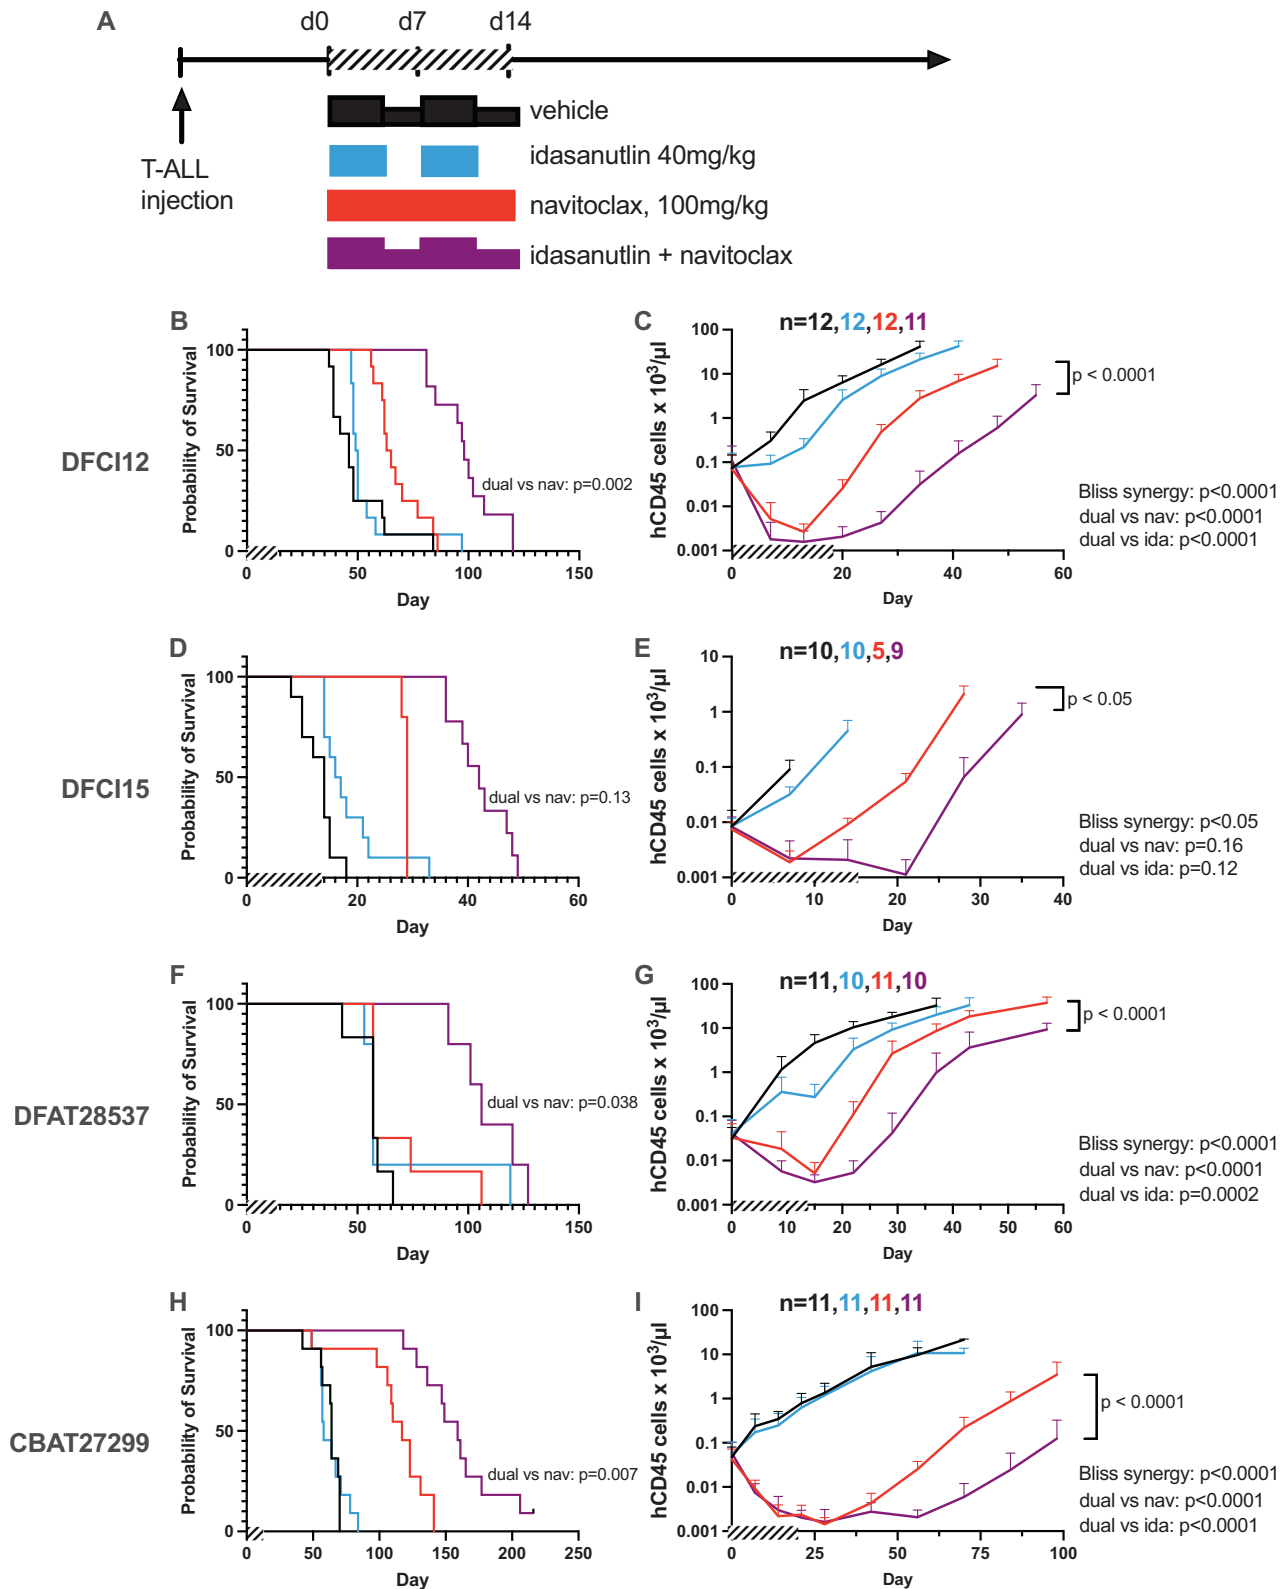 A
d0 d7 d14
vehicle
idasanutlin 40mg/kg
T-ALL
injection
navitoclax, 100mg/kg
idasanutlin + navitoclax
DFCI12
B
Probability of Survival
100
50
0
dual vs nav: p=0.002
0 50 100 150
Day
C
n=12,12,12,11
hCD45 cells x 10³/µl
100
10
1
0.1
0.01
0.001
p < 0.0001
Bliss synergy: p<0.0001
dual vs nav: p<0.0001
dual vs ida: p<0.0001
0 20 40 60
Day
DFCI15
D
Probability of Survival
100
50
0
dual vs nav: p=0.13
0 20 40 60
Day
E
n=10,10,5,9
hCD45 cells x 10³/µl
10
1
0.1
0.01
0.001
p < 0.05
Bliss synergy: p<0.05
dual vs nav: p=0.16
dual vs ida: p=0.12
0 10 20 30 40
Day
DFAT28537
F
Probability of Survival
100
50
0
dual vs nav: p=0.038
0 50 100 150
Day
G
n=11,10,11,10
hCD45 cells x 10³/µl
100
10
1
0.1
0.01
0.001
p < 0.0001
Bliss synergy: p<0.0001
dual vs nav: p<0.0001
dual vs ida: p=0.0002
0 10 20 30 40 50 60
Day
CBAT27299
H
Probability of Survival
100
50
0
dual vs nav: p=0.007
0 50 100 150 200 250
Day
I
n=11,11,11,11
hCD45 cells x 10³/µl
100
10
1
0.1
0.01
0.001
p < 0.0001
Bliss synergy: p<0.0001
dual vs nav: p<0.0001
dual vs ida: p<0.0001
0 25 50 75 100
Day